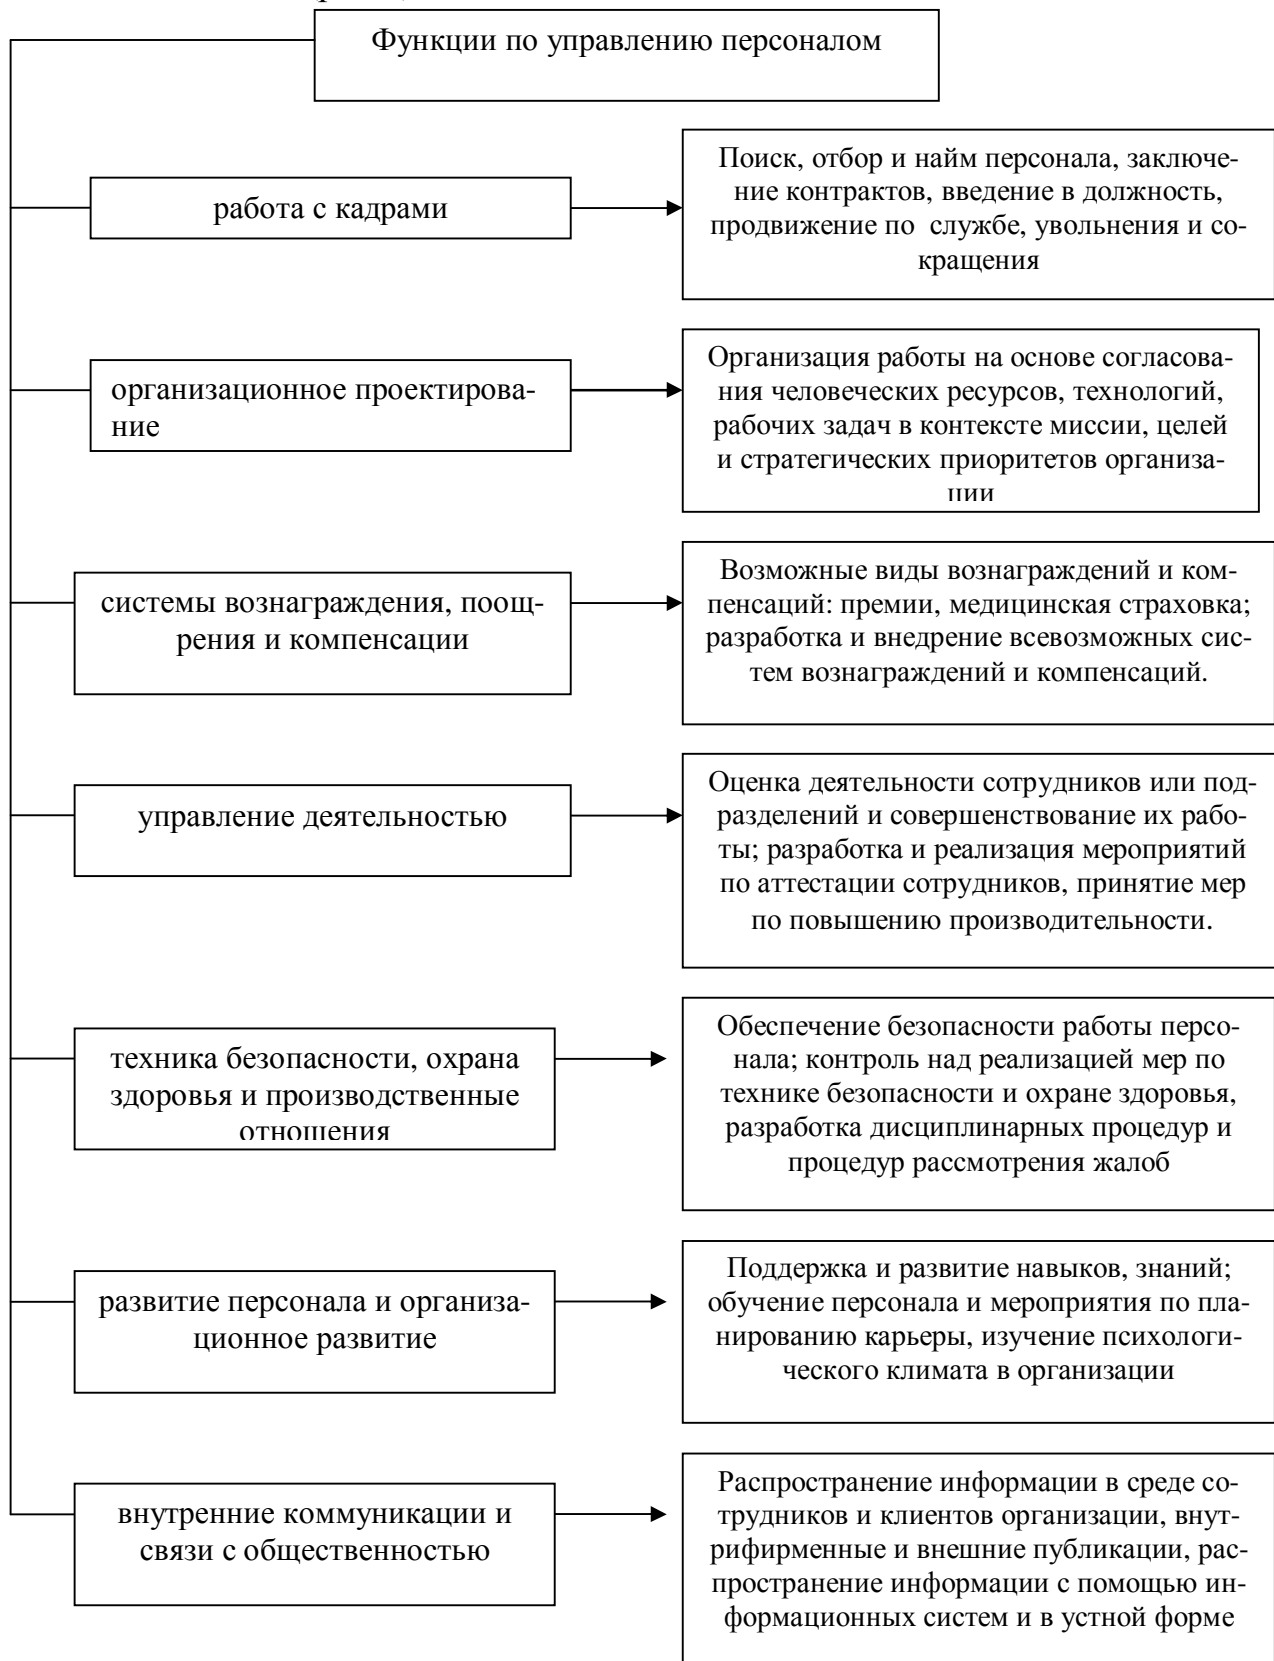 Функции по управлению персоналом
работа с кадрами
Поиск, отбор и найм персонала, заключе-
ние контрактов, введение в должность,
продвижение по службе, увольнения и со-
кращения
организационное проектирова-
ние
Организация работы на основе согласова-
ния человеческих ресурсов, технологий,
рабочих задач в контексте миссии, целей
и стратегических приоритетов организа-
ции
системы вознаграждения, поощ-
рения и компенсации
Возможные виды вознаграждений и ком-
пенсаций: премии, медицинская страховка;
разработка и внедрение всевозможных сис-
тем вознаграждений и компенсаций.
управление деятельностью
Оценка деятельности сотрудников или под-
разделений и совершенствование их рабо-
ты; разработка и реализация мероприятий
по аттестации сотрудников, принятие мер
по повышению производительности.
техника безопасности, охрана
здоровья и производственные
отношения
Обеспечение безопасности работы персо-
нала; контроль над реализацией мер по
технике безопасности и охране здоровья,
разработка дисциплинарных процедур и
процедур рассмотрения жалоб
развитие персонала и организа-
ционное развитие
Поддержка и развитие навыков, знаний;
обучение персонала и мероприятия по пла-
нированию карьеры, изучение психологи-
ческого климата в организации
внутренние коммуникации и
связи с общественностью
Распространение информации в среде со-
трудников и клиентов организации, внут-
рифирменные и внешние публикации, рас-
пространение информации с помощью ин-
формационных систем и в устной форме